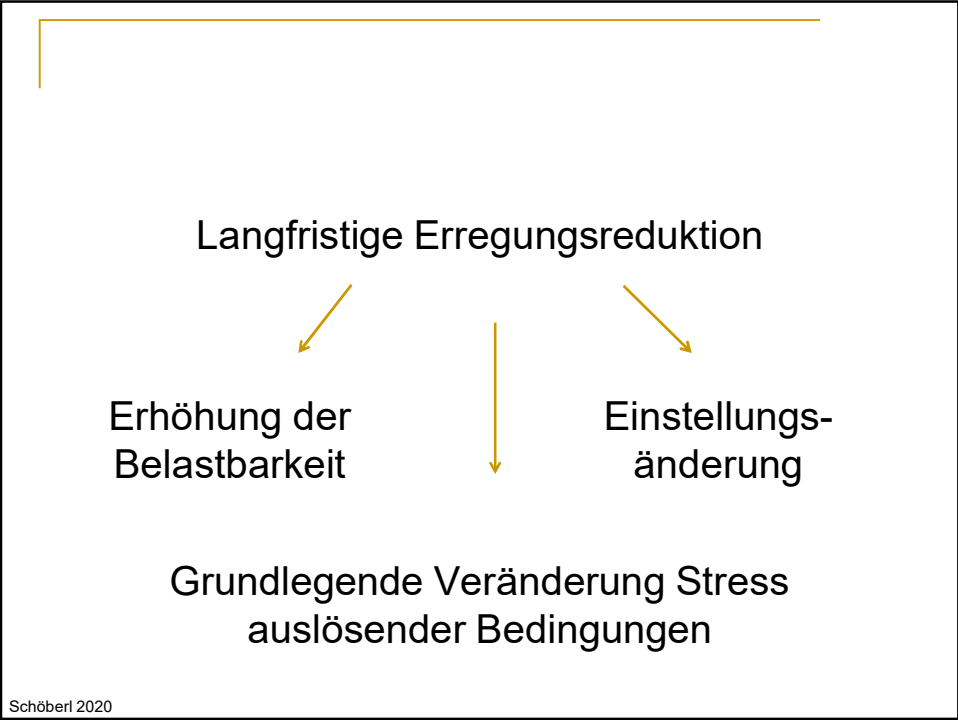 Langfristige Erregungsreduktion
Erhöhung der
Belastbarkeit
Einstellungs-
änderung
Grundlegende Veränderung Stress
auslösender Bedingungen
Schöberl 2020